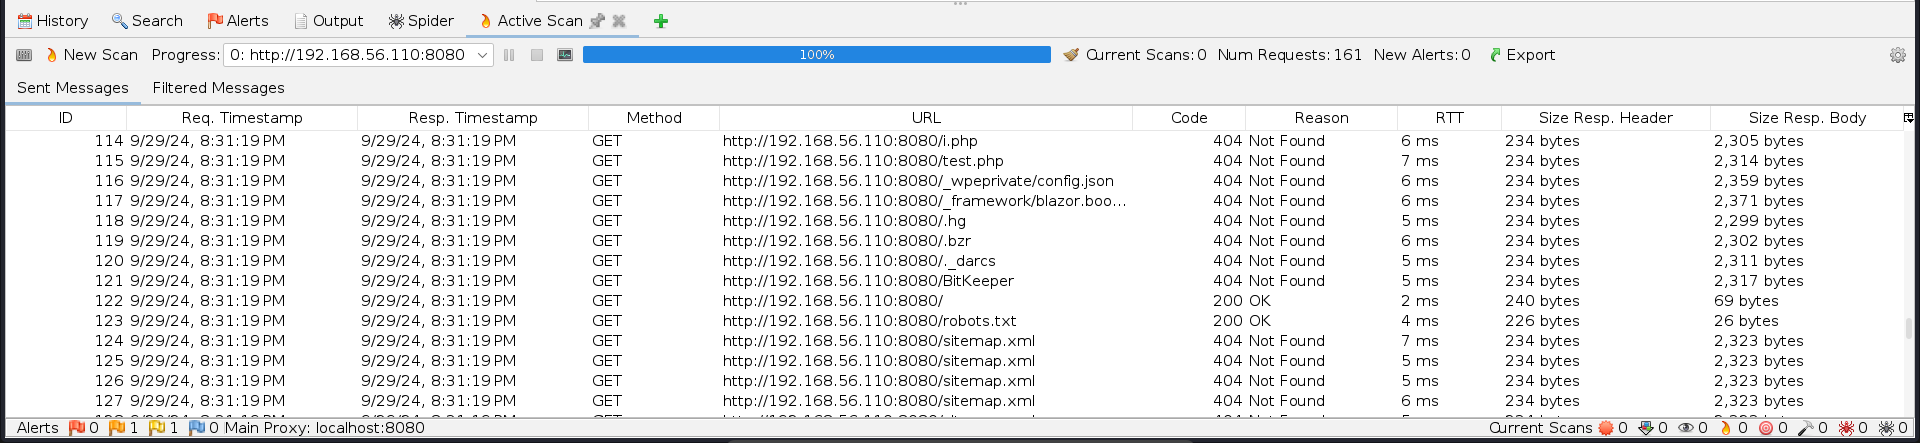 History Search Alerts Output Spider Active Scan
New Scan Progress: 0: http://192.168.56.110:8080 100% Current Scans:0 Num Requests:161 New Alerts:0 Export
Sent Messages Filtered Messages
ID Req. Timestamp Resp. Timestamp Method URL Code Reason RTT Size Resp. Header Size Resp. Body
114 9/29/24, 8:31:19 PM 9/29/24, 8:31:19 PM GET http://192.168.56.110:8080/i.php 404 Not Found 6 ms 234 bytes 2,305 bytes
115 9/29/24, 8:31:19 PM 9/29/24, 8:31:19 PM GET http://192.168.56.110:8080/test.php 404 Not Found 7 ms 234 bytes 2,314 bytes
116 9/29/24, 8:31:19 PM 9/29/24, 8:31:19 PM GET http://192.168.56.110:8080/_wpeprivate/config.json 404 Not Found 6 ms 234 bytes 2,359 bytes
117 9/29/24, 8:31:19 PM 9/29/24, 8:31:19 PM GET http://192.168.56.110:8080/_framework/blazor.boo... 404 Not Found 6 ms 234 bytes 2,371 bytes
118 9/29/24, 8:31:19 PM 9/29/24, 8:31:19 PM GET http://192.168.56.110:8080/.hg 404 Not Found 5 ms 234 bytes 2,299 bytes
119 9/29/24, 8:31:19 PM 9/29/24, 8:31:19 PM GET http://192.168.56.110:8080/.bzr 404 Not Found 6 ms 234 bytes 2,302 bytes
120 9/29/24, 8:31:19 PM 9/29/24, 8:31:19 PM GET http://192.168.56.110:8080/._darcs 404 Not Found 5 ms 234 bytes 2,311 bytes
121 9/29/24, 8:31:19 PM 9/29/24, 8:31:19 PM GET http://192.168.56.110:8080/BitKeeper 404 Not Found 5 ms 234 bytes 2,317 bytes
122 9/29/24, 8:31:19 PM 9/29/24, 8:31:19 PM GET http://192.168.56.110:8080/ 200 OK 2 ms 240 bytes 69 bytes
123 9/29/24, 8:31:19 PM 9/29/24, 8:31:19 PM GET http://192.168.56.110:8080/robots.txt 200 OK 4 ms 226 bytes 26 bytes
124 9/29/24, 8:31:19 PM 9/29/24, 8:31:19 PM GET http://192.168.56.110:8080/sitemap.xml 404 Not Found 7 ms 234 bytes 2,323 bytes
125 9/29/24, 8:31:19 PM 9/29/24, 8:31:19 PM GET http://192.168.56.110:8080/sitemap.xml 404 Not Found 5 ms 234 bytes 2,323 bytes
126 9/29/24, 8:31:19 PM 9/29/24, 8:31:19 PM GET http://192.168.56.110:8080/sitemap.xml 404 Not Found 5 ms 234 bytes 2,323 bytes
127 9/29/24, 8:31:19 PM 9/29/24, 8:31:19 PM GET http://192.168.56.110:8080/sitemap.xml 404 Not Found 6 ms 234 bytes 2,323 bytes
Alerts 0 1 1 0 Main Proxy: localhost:8080 Current Scans 0 0 0 0 0 0 0 0